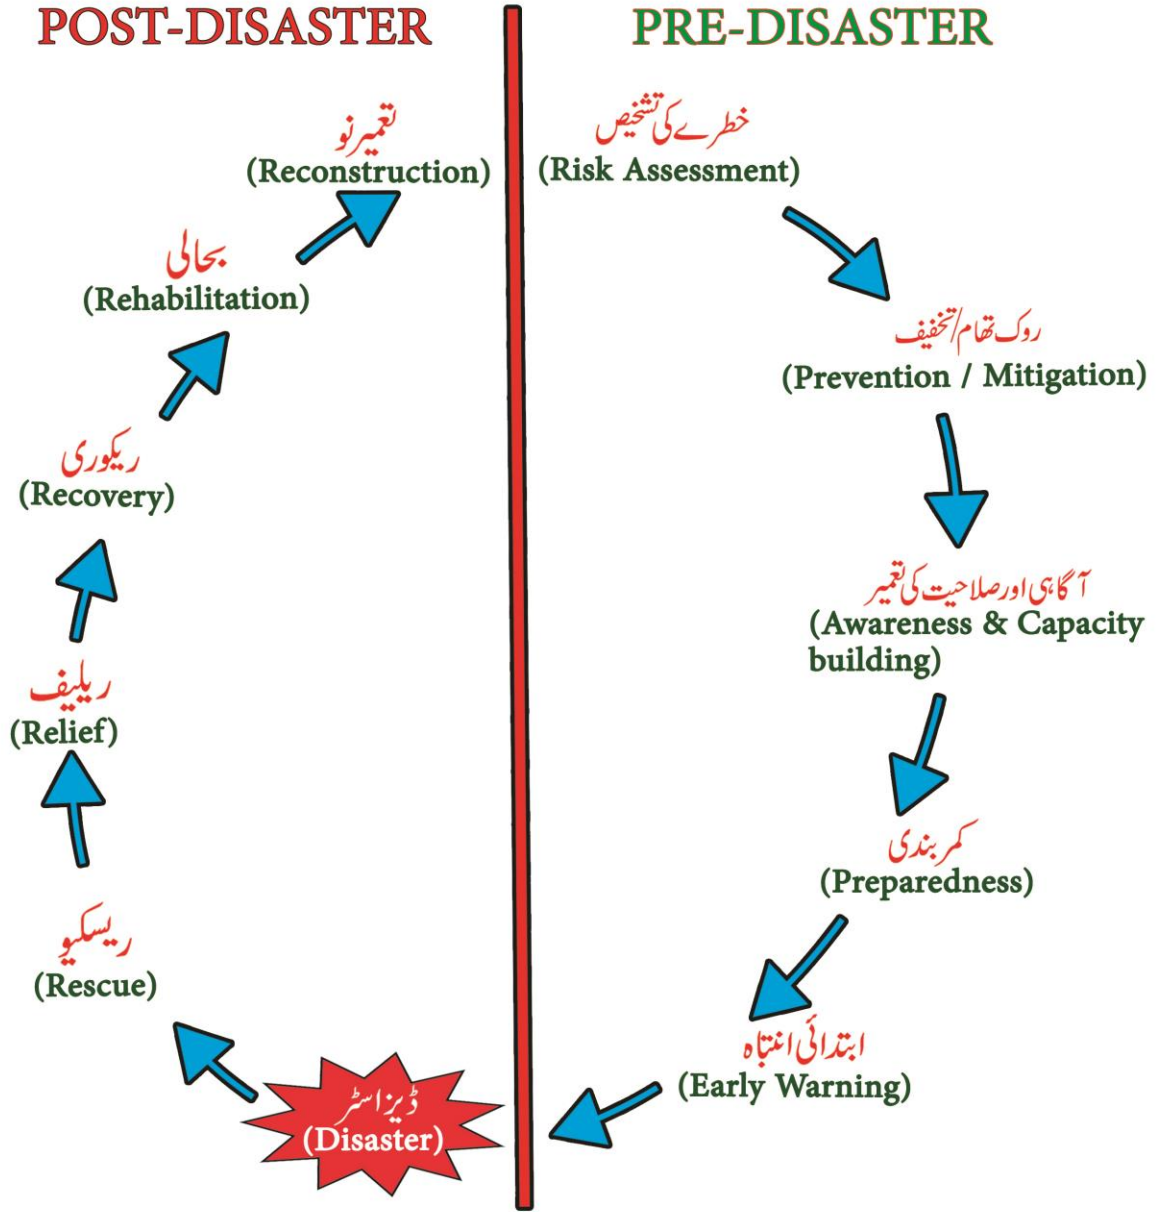 POST-DISASTER
PRE-DISASTER
تعمیرنو
(Reconstruction)
خطرے کی تشخیص
(Risk Assessment)
بحالی
(Rehabilitation)
روک تھام/تخفیف
(Prevention / Mitigation)
ریکوری
(Recovery)
آگاہی اور صلاحیت کی تعمیر
(Awareness & Capacity
building)
ریلیف
(Relief)
کمر بندی
(Preparedness)
ریسکیو
(Rescue)
ابتدائی انتباہ
(Early Warning)
ڈیزاسٹر
(Disaster)